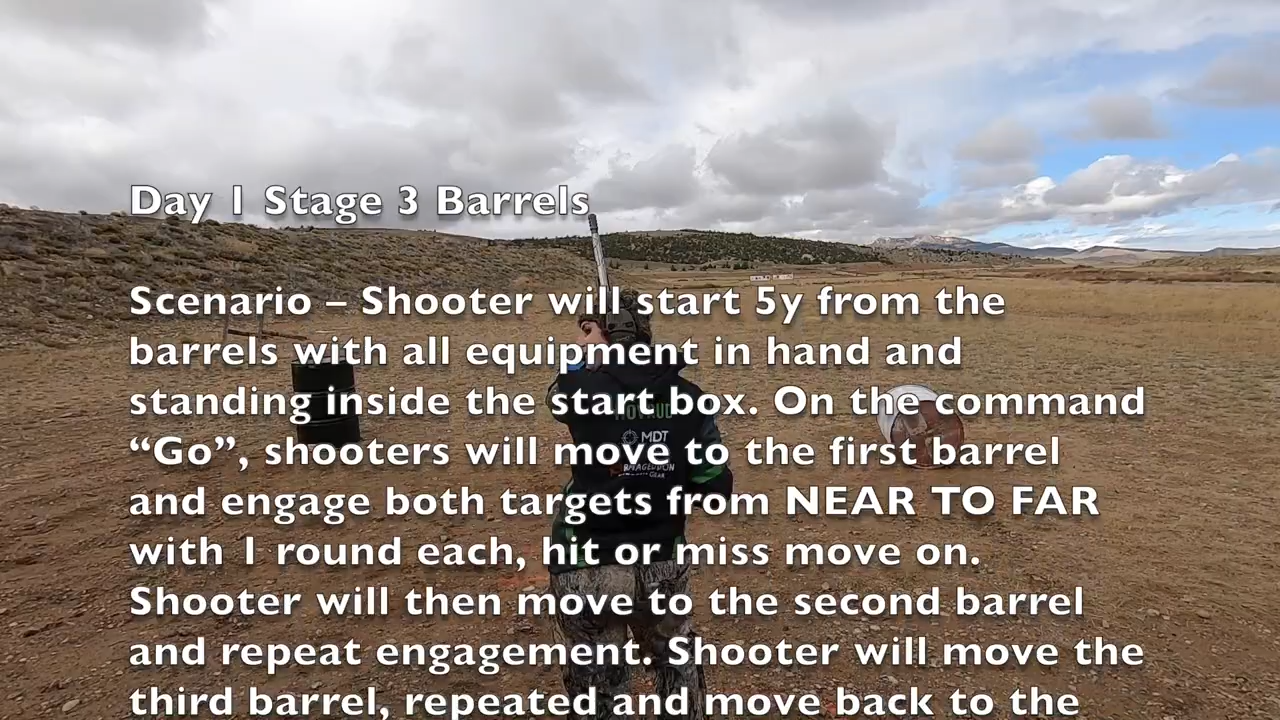 Day 1 Stage 3 Barrels
Scenario – Shooter will start 5y from the
barrels with all equipment in hand and
standing inside the start box. On the command
“Go”, shooters will move to the first barrel
and engage both targets from NEAR TO FAR
with 1 round each, hit or miss move on.
Shooter will then move to the second barrel
and repeat engagement. Shooter will move the
third barrel, repeated and move back to the
MDT